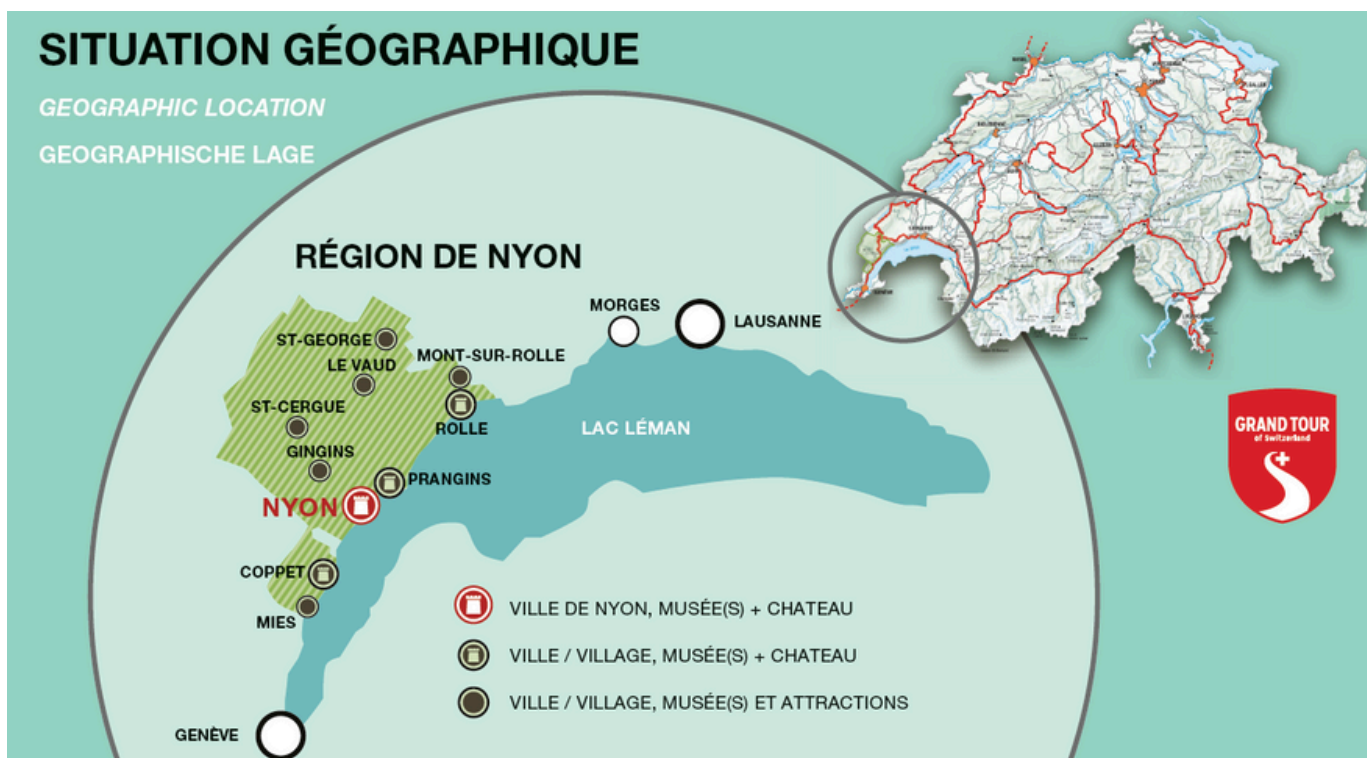 SITUATION GÉOGRAPHIQUE
GEOGRAPHIC LOCATION
GEOGRAPHISCHE LAGE
RÉGION DE NYON
MORGES
LAUSANNE
ST-GEORGE
MONT-SUR-ROLLE
LE VAUD
ST-CERGUE
ROLLE
LAC LÉMAN
GINGINS
PRANGINS
NYON
COPPET
MIES
GENÈVE
VILLE DE NYON, MUSÉE(S) + CHATEAU
VILLE / VILLAGE, MUSÉE(S) + CHATEAU
VILLE / VILLAGE, MUSÉE(S) ET ATTRACTIONS
GRAND TOUR
of Switzerland